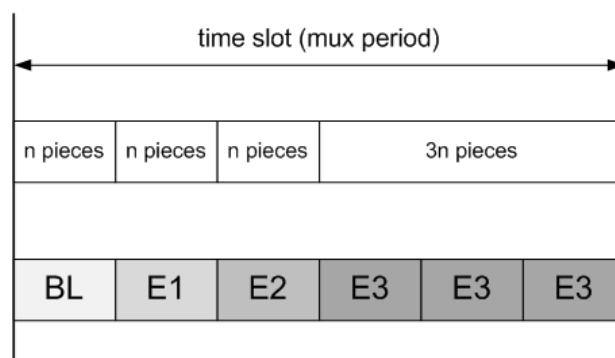 time slot (mux period)
n pieces n pieces n pieces 3n pieces
BL E1 E2 E3 E3 E3